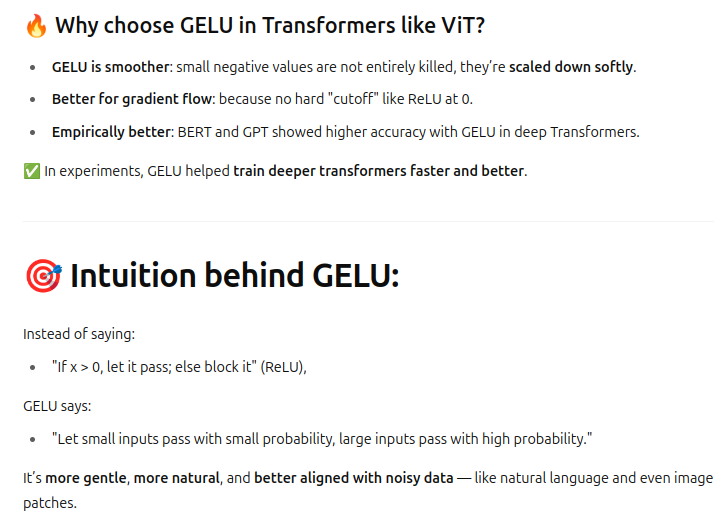 🔥 Why choose GELU in Transformers like ViT?
• GELU is smoother: small negative values are not entirely killed, they’re scaled down softly.
• Better for gradient flow: because no hard "cutoff" like ReLU at 0.
• Empirically better: BERT and GPT showed higher accuracy with GELU in deep Transformers.
✅ In experiments, GELU helped train deeper transformers faster and better.
🎯 Intuition behind GELU:
Instead of saying:
• "If x > 0, let it pass; else block it" (ReLU),
GELU says:
• "Let small inputs pass with small probability, large inputs pass with high probability."
It’s more gentle, more natural, and better aligned with noisy data — like natural language and even image
patches.